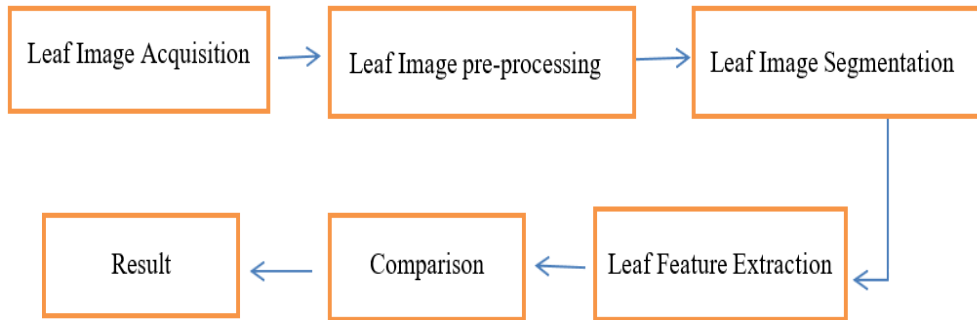 Leaf Image Acquisition
Leaf Image pre-processing
Leaf Image Segmentation
Result
Comparison
Leaf Feature Extraction